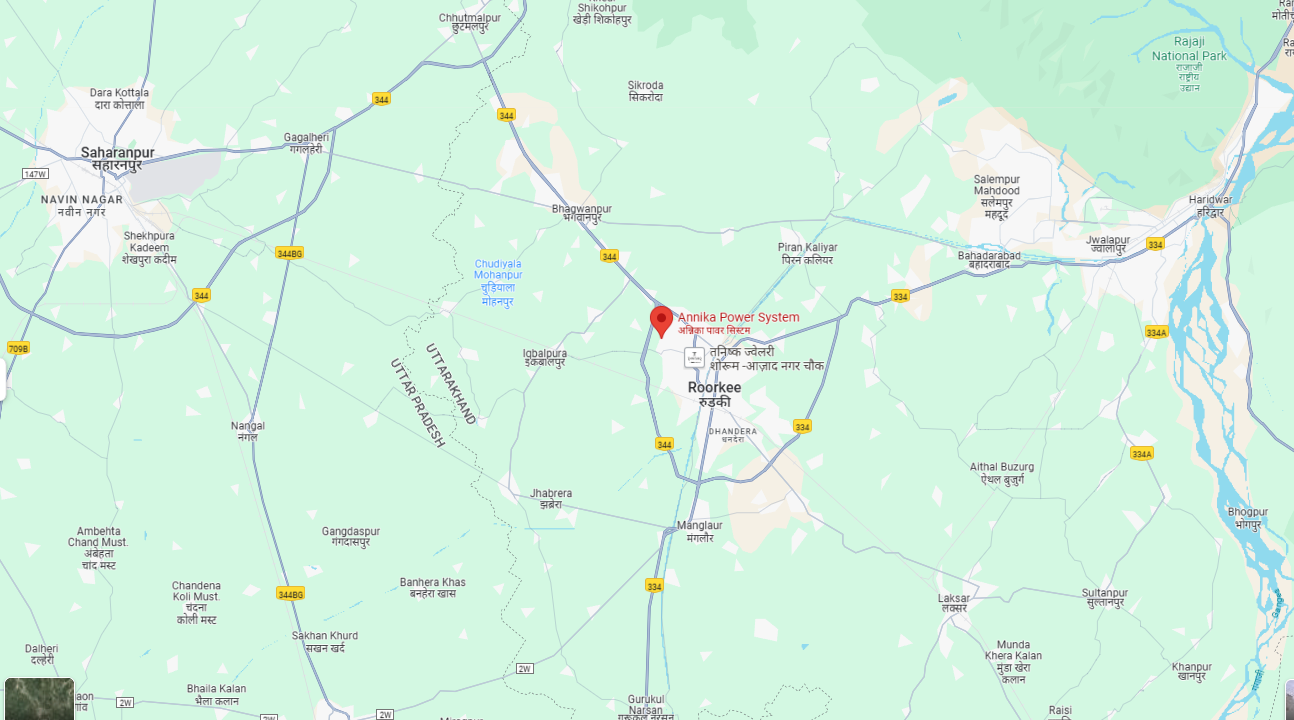 Chhutmalpur
छुटमलपुर
Kheri
Shikohpur
खेड़ी शिकोहपुर
Rajaji
National Park
राजाजी
राष्ट्रीय
उद्यान
Dara Kottala
दारा कोत्ताला
Sikroda
सिकरोदा
344
344
Gagalheri
गगलहेड़ी
Saharanpur
सहारनपुर
147W
NAVIN NAGAR
नवीन नगर
Salempur
Mahdood
सलेमपुर
महदूद
Haridwar
हरिद्वार
Bhagwanpur
भगवानपुर
Shekhpura
Kadeem
शेखपुरा कदीम
344BG
344
Piran Kaliyar
पिरन कलियर
Jwalapur
ज्वालापुर
334
Bahadarabad
बहादराबाद
Chudiyala
Mohanpur
चुड़ियाला
मोहनपुर
344
334
Annika Power System
अन्निका पावर सिस्टम
334A
709B
Iqbalpura
इकबालपुर
तनिष्क ज्वेलरी
शोरूम -आज़ाद नगर चौक
UTTARAKHAND
UTTAR PRADESH
Roorkee
रुडकी
Nangal
नंगल
DHANDERA
धनदेरा
344
334
334A
Aithal Buzurg
ऐथल बुजुर्ग
Jhabrera
झब्रेरा
Manglaur
मंगलौर
Bhogpur
भोगपुर
Ambehta
Chand Must.
अंबेहता
चांद मस्ट
Gangdaspur
गंगदासपुर
Chandena
Koli Must.
चंदना
कोली मस्ट
344BG
Banhera Khas
बनहेरा खास
334
Laksar
लक्सर
Sultanpur
सुल्तानपुर
Ganges
Sakhan Khurd
सखन खर्द
Dalheri
दल्हेरी
Munda
Khera Kalan
मुंडा खेरा
कलान
Khanpur
खानपुर
2W
Bhaila Kalan
भैला कलान
2W
2W
2W
Gurukul
Narsan
गुरुकुल नरसन
Raisi